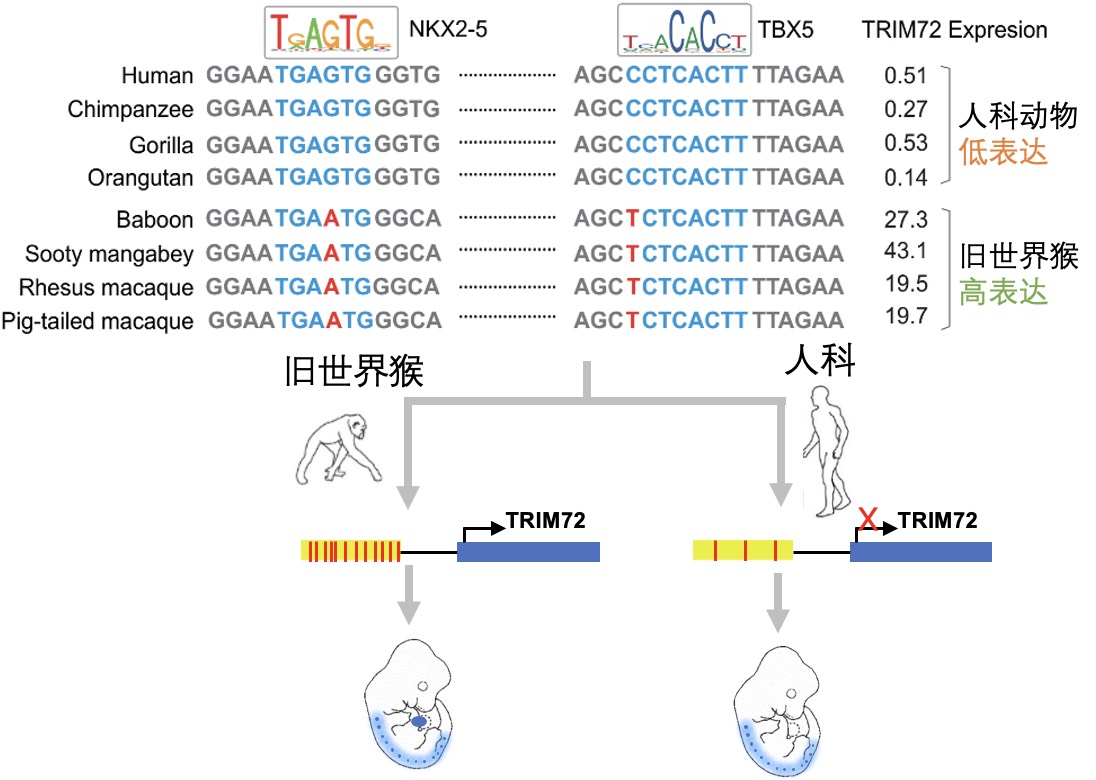 TGAGTG NKX2-5 TCACACCT TBX5 TRIM72 Expresion
Human GGAATGAGTGGGTG AGCCCTCACTTTTAGAA 0.51
Chimpanzee GGAATGAGTGGGTG AGCCCTCACTTTTAGAA 0.27
Gorilla GGAATGAGTGGGTG AGCCCTCACTTTTAGAA 0.53
Orangutan GGAATGAGTGGGTG AGCCCTCACTTTTAGAA 0.14
人科动物
低表达
Baboon GGAATGAATGGGCA AGCTCTCACTTTTAGAA 27.3
Sooty mangabey GGAATGAATGGGCA AGCTCTCACTTTTAGAA 43.1
Rhesus macaque GGAATGAATGGGCA AGCTCTCACTTTTAGAA 19.5
Pig-tailed macaque GGAATGAATGGGCA AGCTCTCACTTTTAGAA 19.7
旧世界猴
高表达
旧世界猴
人科
TRIM72
X TRIM72